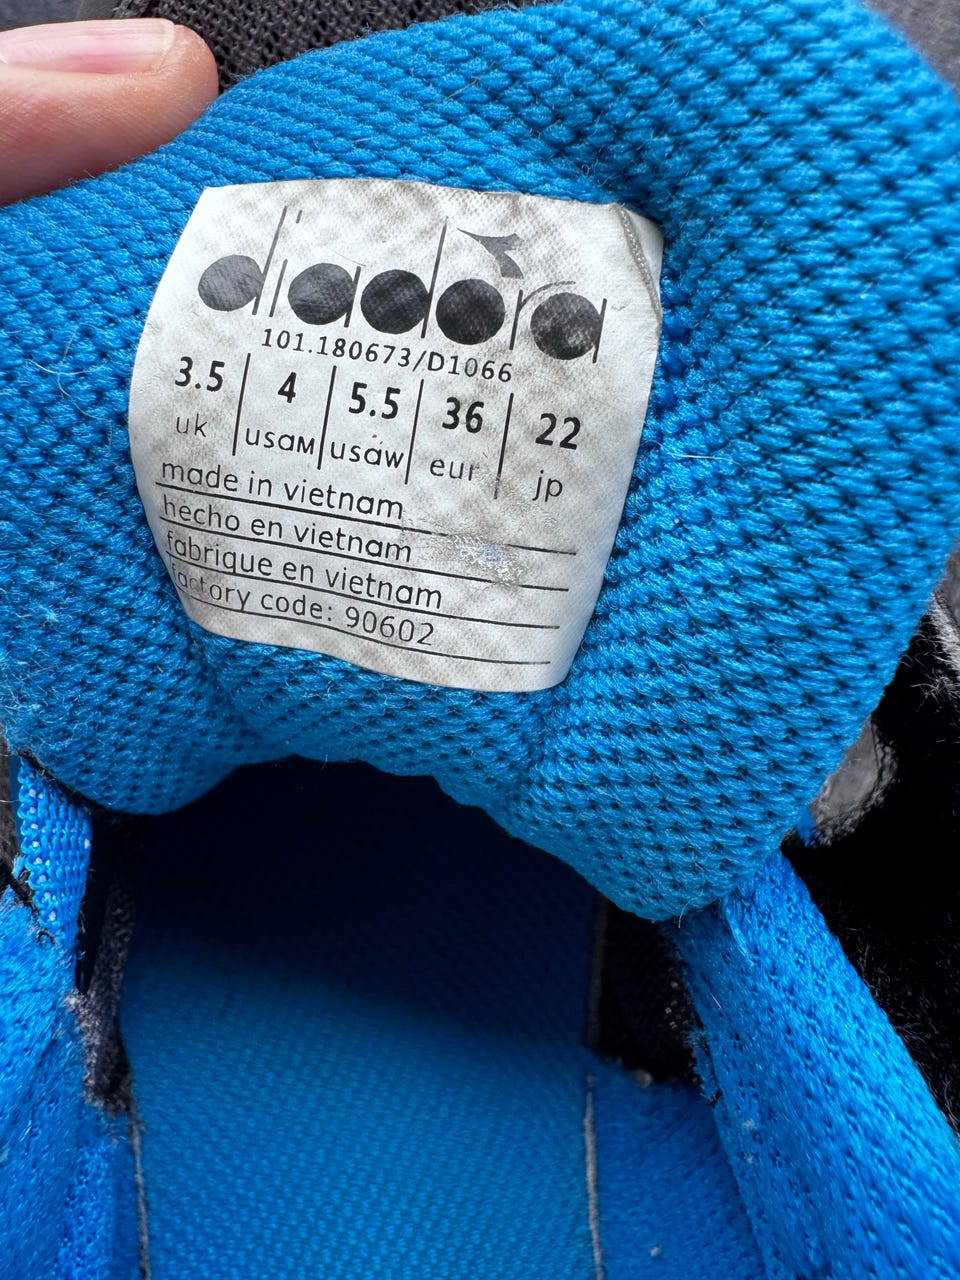 diadora
101.180673/D1066
3.5 4 5.5 36 22
uk usaM usaw eur jp
made in vietnam
hecho en vietnam
fabrique en vietnam
factory code: 90602